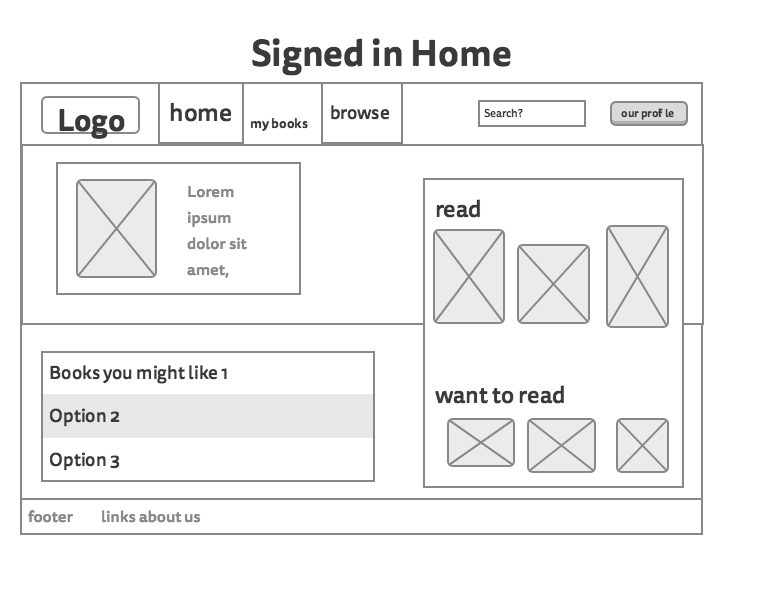 Signed in Home
Logo
home
my books
browse
Search?
our prof le
Lorem
ipsum
dolor sit
amet,
read
want to read
Books you might like 1
Option 2
Option 3
footer
links about us